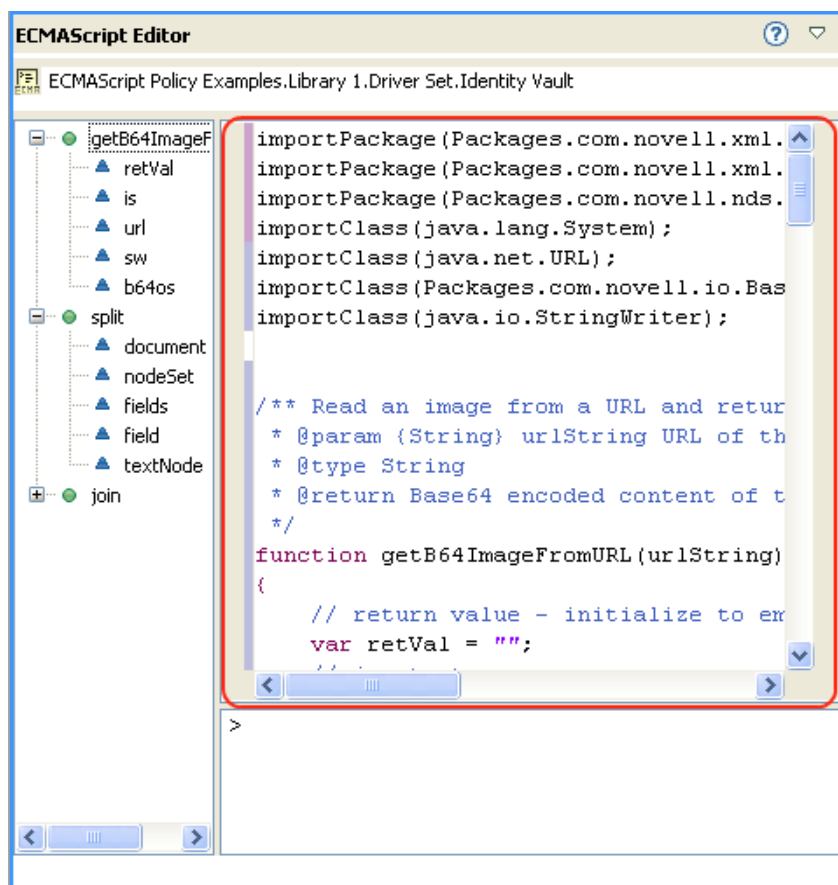 ECMAScript Editor
ECMAScript Policy Examples.Library 1.Driver Set.Identity Vault
getB64ImageF
retVal
is
url
sw
b64os
split
document
nodeSet
fields
field
textNode
join
importPackage(Packages.com.novell.xml.
importPackage(Packages.com.novell.xml.
importPackage(Packages.com.novell.nds.
importClass(java.lang.System);
importClass(java.net.URL);
importClass(Packages.com.novell.io.Bas
importClass(java.io.StringWriter);
/** Read an image from a URL and retur
* @param {String} urlString URL of th
* @type String
* @return Base64 encoded content of t
*/
function getB64ImageFromURL(urlString)
{
// return value - initialize to em
var retVal = "";
>